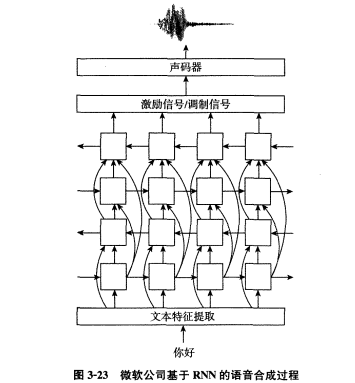 声码器
激励信号/调制信号
文本特征提取
你好
图 3-23 微软公司基于 RNN 的语音合成过程